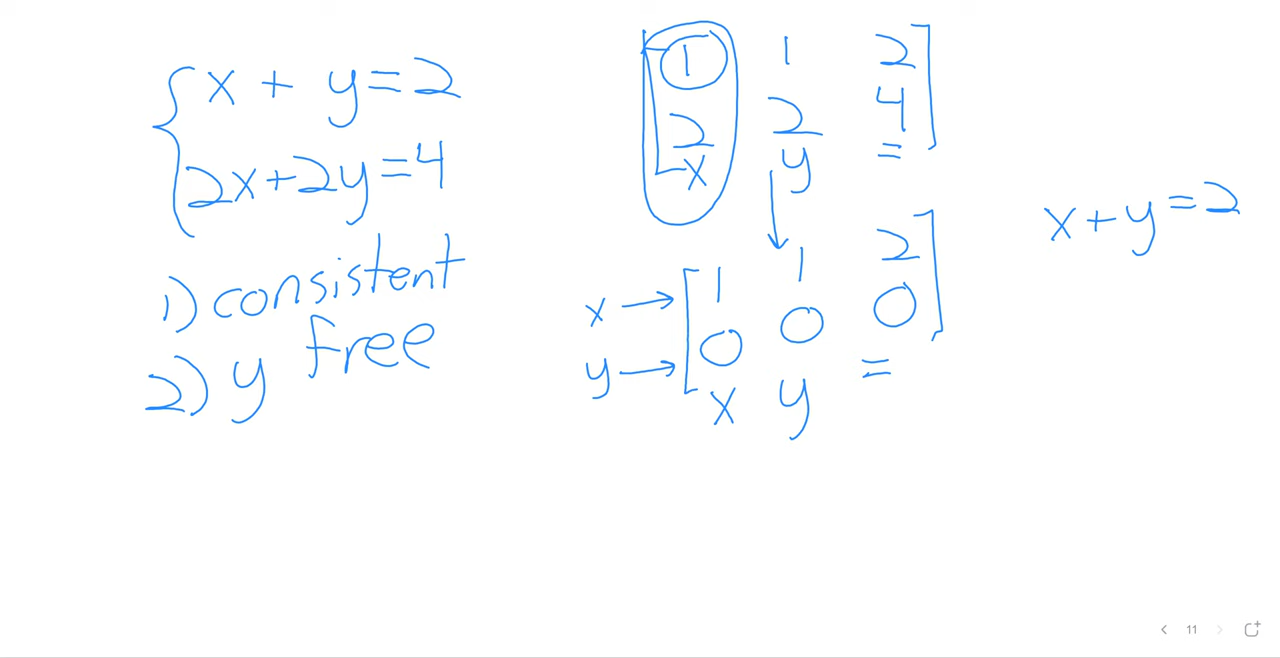 x + y = 2
2x + 2y = 4
1) consistent
2) y free
1 1 2
2 2 4
x y =
x → 1 1 2
y → 0 0 0
x y =
x + y = 2
11